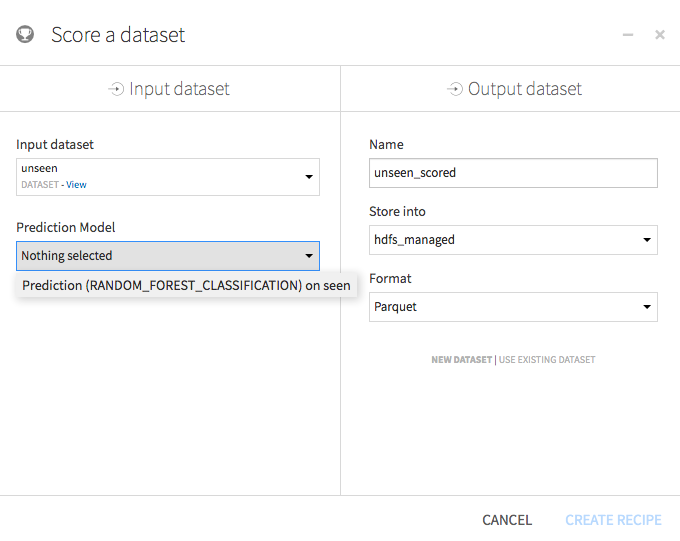 Score a dataset
Input dataset
Output dataset
Input dataset
unseen
DATASET - View
Prediction Model
Nothing selected
Prediction (RANDOM_FOREST_CLASSIFICATION) on seen
Name
unseen_scored
Store into
hdfs_managed
Format
Parquet
NEW DATASET | USE EXISTING DATASET
CANCEL
CREATE RECIPE